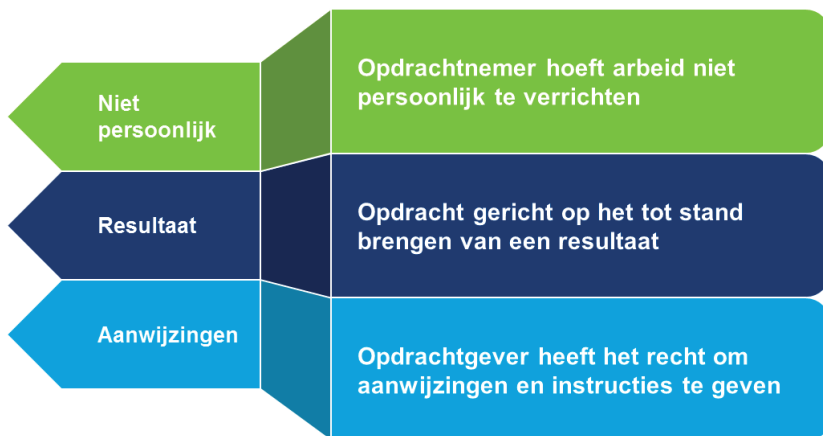 Niet
persoonlijk
Opdrachtnemer hoeft arbeid niet
persoonlijk te verrichten
Resultaat
Opdracht gericht op het tot stand
brengen van een resultaat
Aanwijzingen
Opdrachtgever heeft het recht om
aanwijzingen en instructies te geven